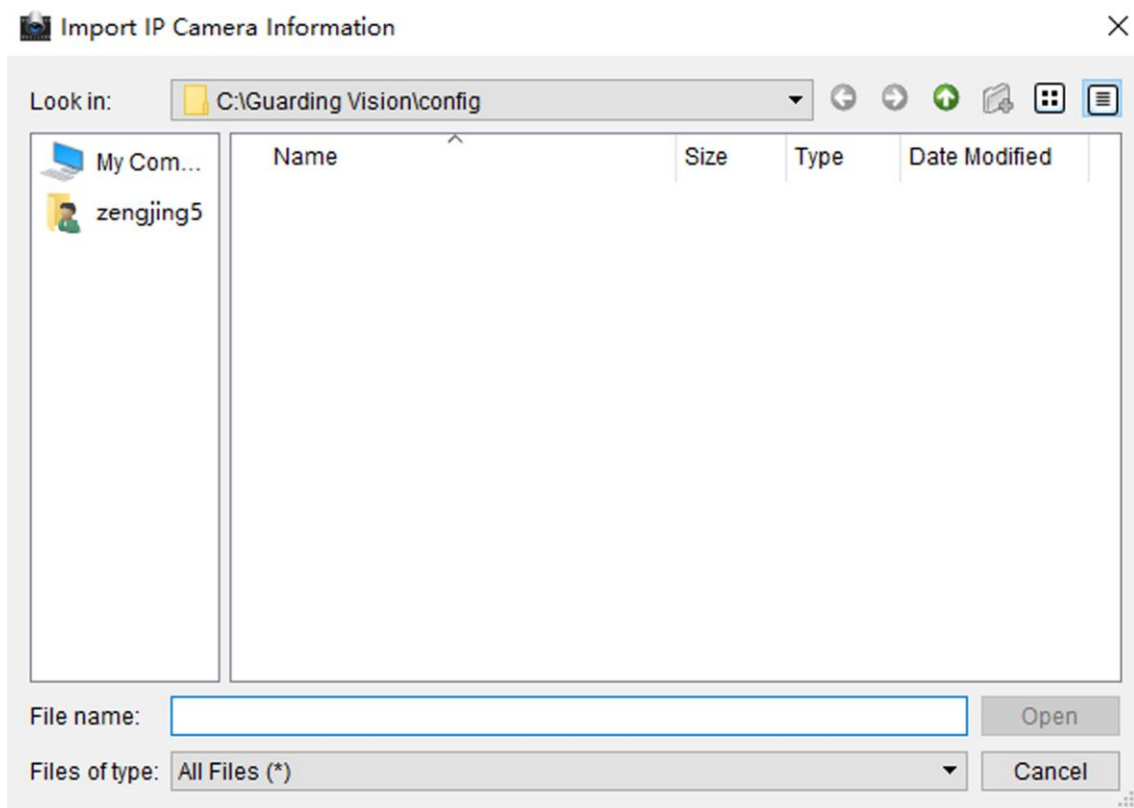 Import IP Camera Information
Look in: C:\Guarding Vision\config
My Com...
zengjing5
Name Size Type Date Modified
File name: Open
Files of type: All Files (*) Cancel